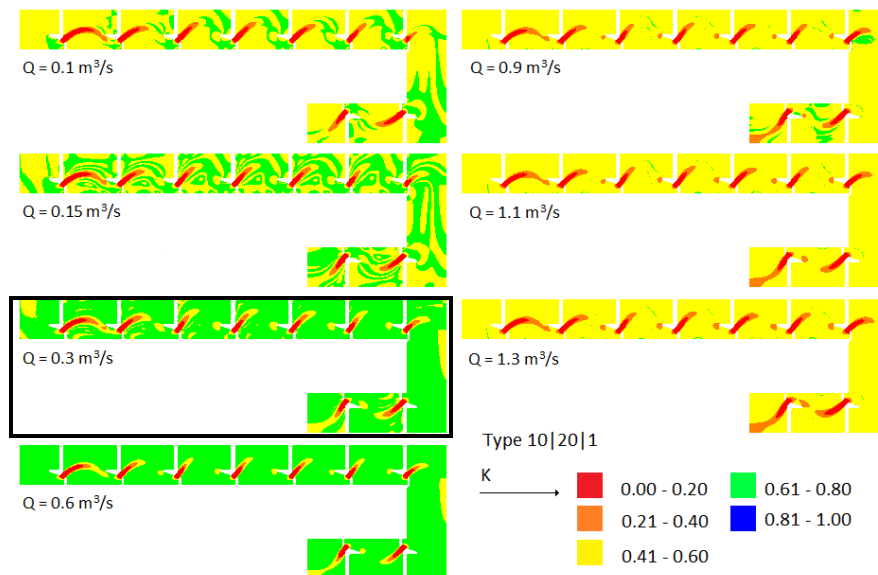 Q = 0.1 m³/s
Q = 0.15 m³/s
Q = 0.3 m³/s
Q = 0.6 m³/s
Q = 0.9 m³/s
Q = 1.1 m³/s
Q = 1.3 m³/s
Type 10|20|1
K
0.00 - 0.20
0.21 - 0.40
0.41 - 0.60
0.61 - 0.80
0.81 - 1.00